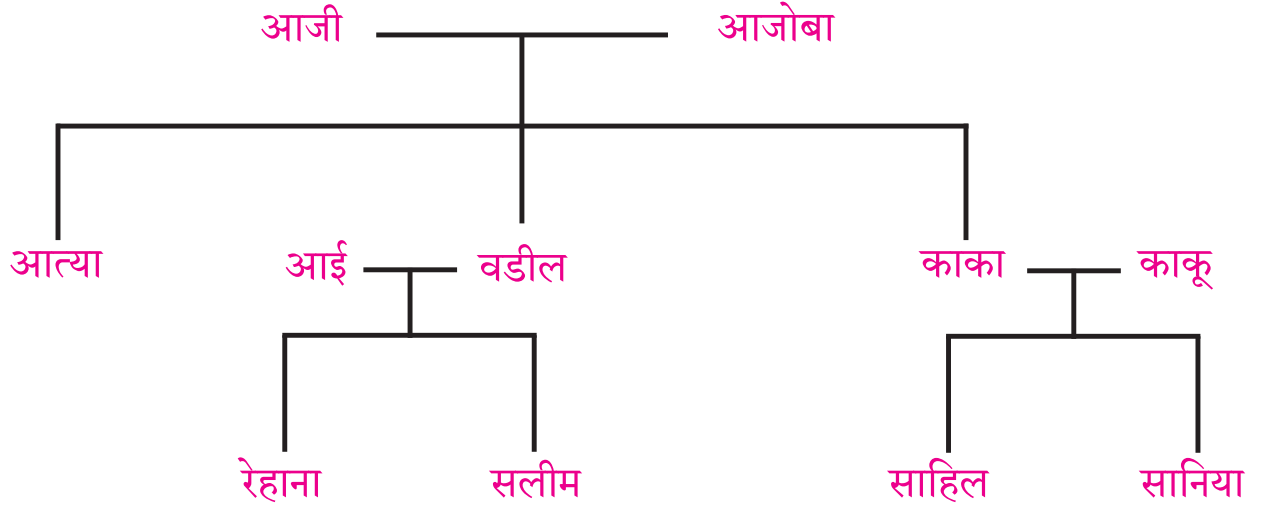 आजी आजोबा
आत्या आई वडील काका काकू
रेहाना सलीम साहिल सानिया